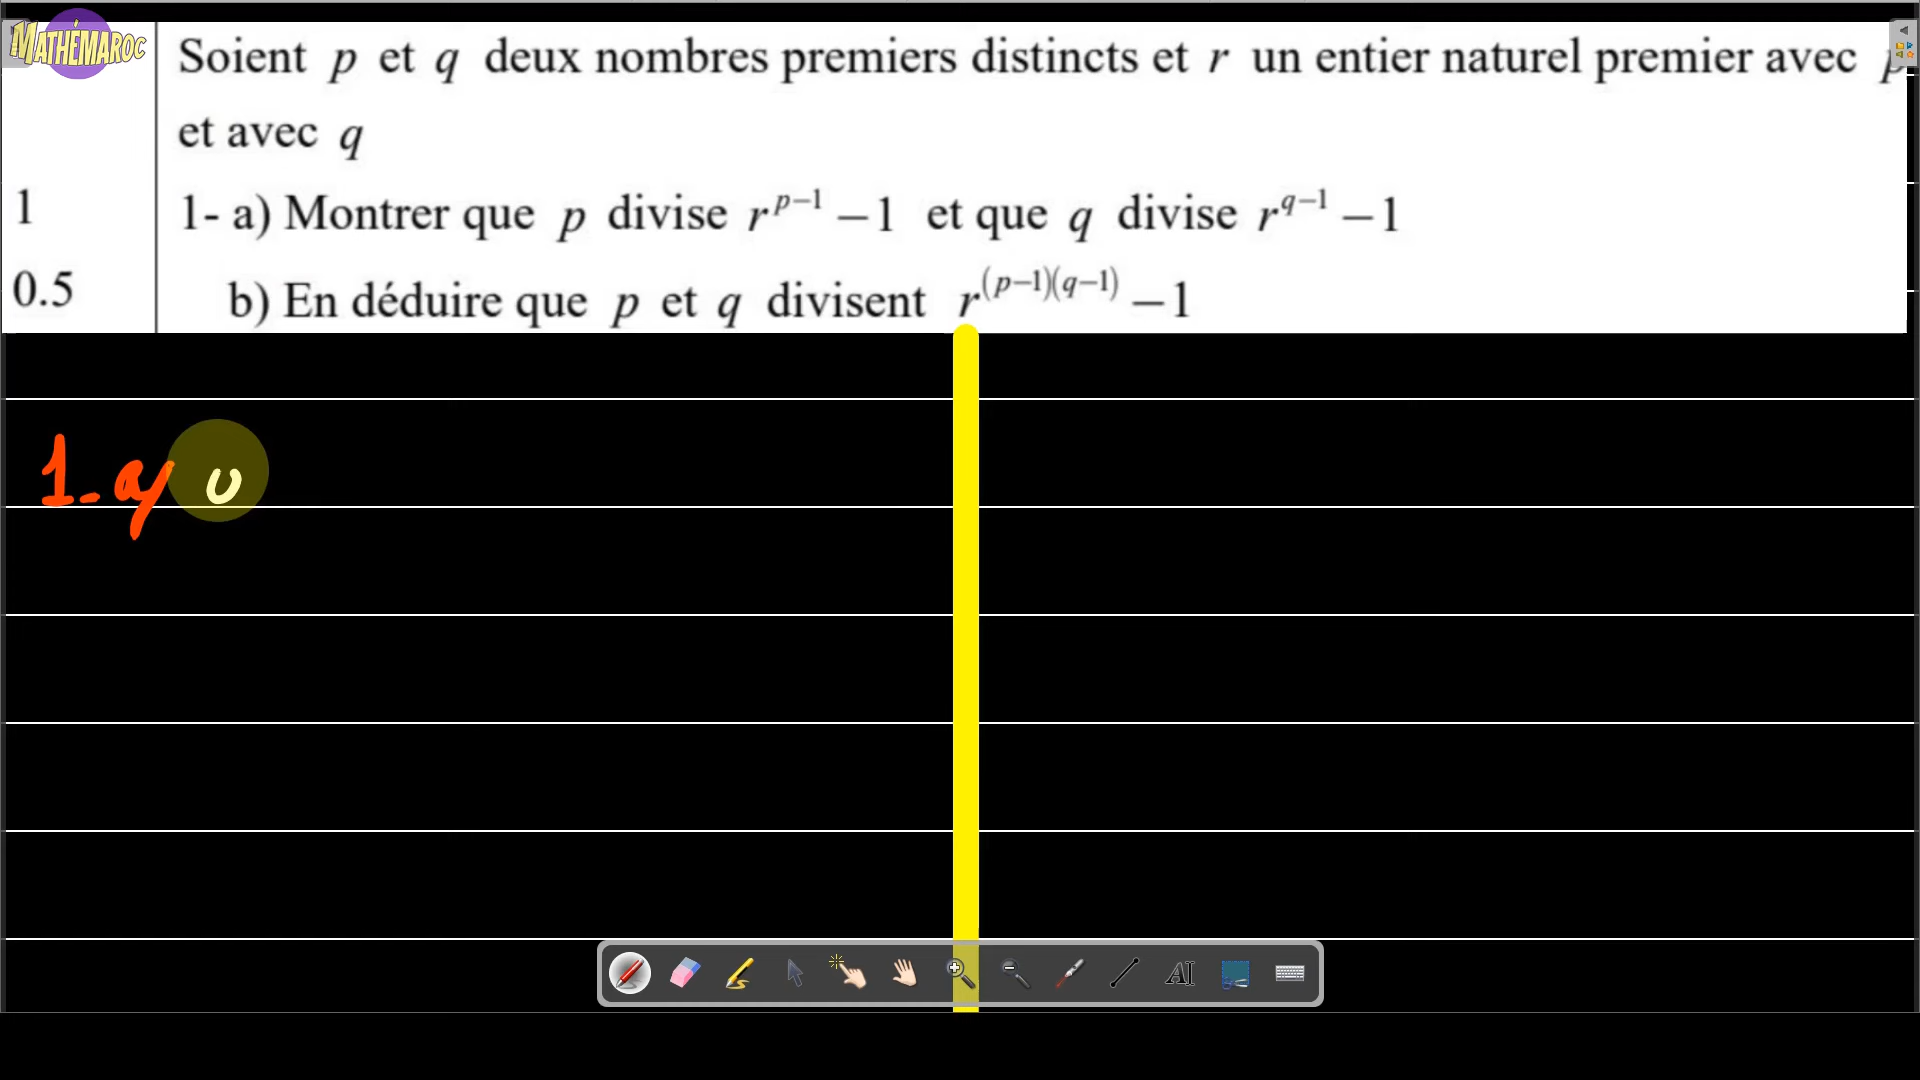 MATHÉMAROC
Soient p et q deux nombres premiers distincts et r un entier naturel premier avec p
et avec q
1 1- a) Montrer que p divise r^{p-1} – 1 et que q divise r^{q-1} – 1
0.5 b) En déduire que p et q divisent r^{(p-1)(q-1)} – 1
1-a/ o
AI